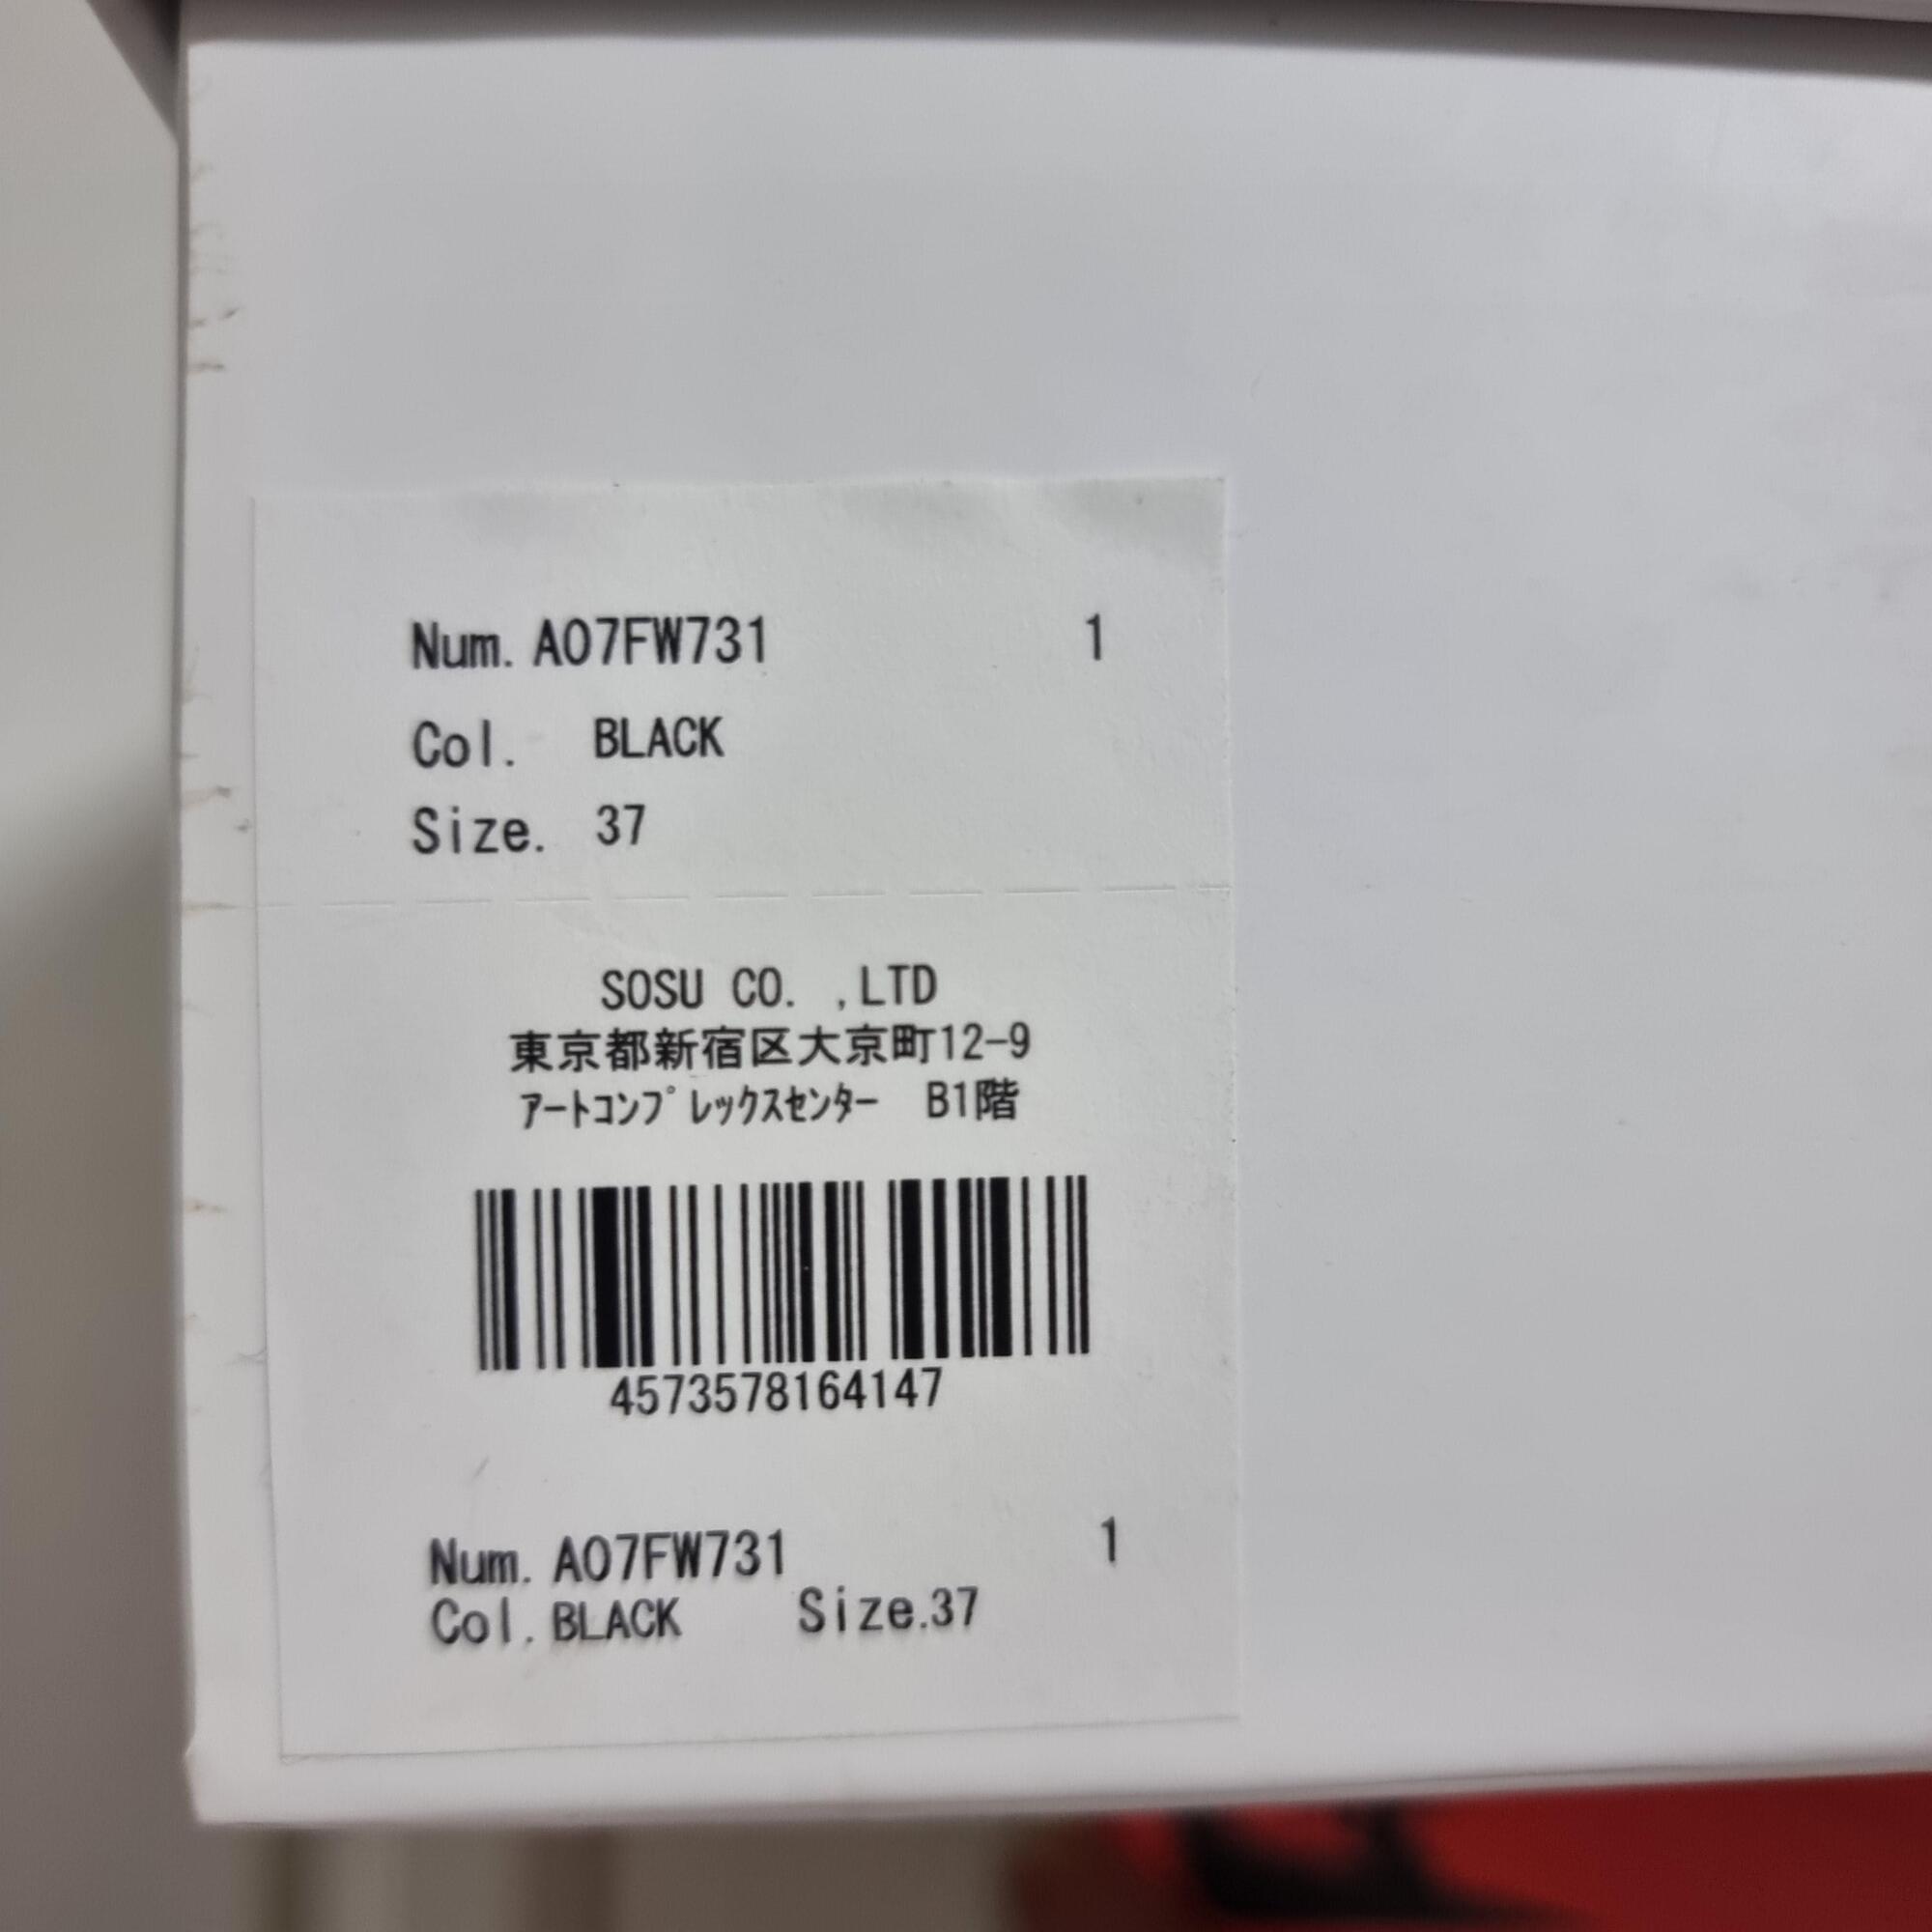 Num. A07FW731 1
Col. BLACK
Size. 37
SOSU CO. ,LTD
東京都新宿区大京町12-9
ｱｰﾄｺﾝﾌﾟﾚｯｸｽｾﾝﾀｰ B1階
4573578164147
Num. A07FW731 1
Col. BLACK Size.37